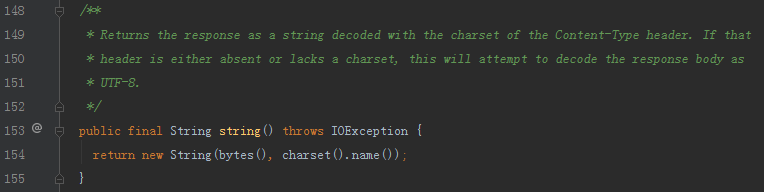 148 /**
149 * Returns the response as a string decoded with the charset of the Content-Type header. If that
150 * header is either absent or lacks a charset, this will attempt to decode the response body as
151 * UTF-8.
152 */
153 @ public final String string() throws IOException {
154 return new String(bytes(), charset().name());
155 }